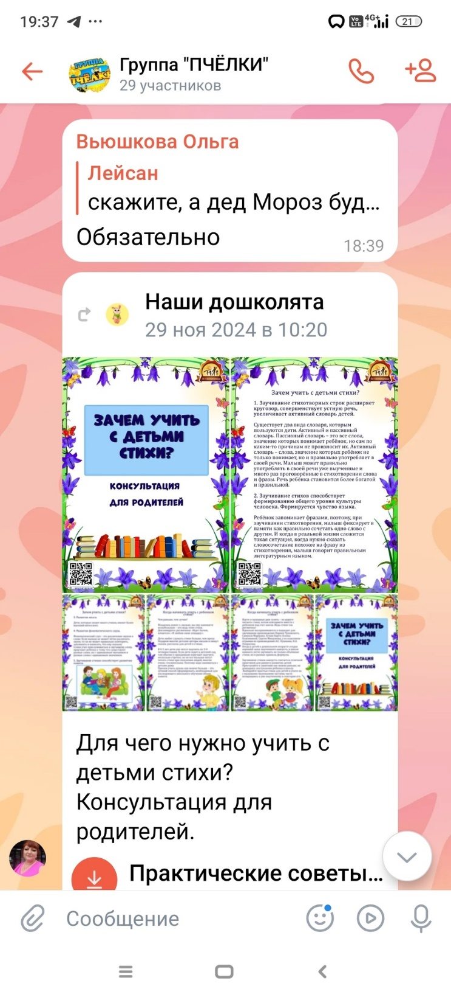 19:37
Vo LTE 4G+ 21
ГРУППА
ПЧЁЛКИ
Группа "ПЧЁЛКИ"
29 участников
Вьюшкова Ольга
Лейсан
скажите, а дед Мороз буд...
Обязательно
18:39
Наши дошколята
29 ноя 2024 в 10:20
ЗАЧЕМ УЧИТЬ
С ДЕТЬМИ
СТИХИ?
КОНСУЛЬТАЦИЯ
ДЛЯ РОДИТЕЛЕЙ
Зачем учить с детьми стихи?
1. Заучивание стихотворных строк расширяет
кругозор, совершенствует устную речь,
увеличивает активный словарь детей.
Существует два вида словаря, которым
пользуются дети. Активный и пассивный
словарь. Пассивный словарь – это все слова,
значение которых понимает ребёнок, но сам по
каким-то причинам не произносит их. Активный
словарь – слова, значение которых ребёнок не
только понимает, но и правильно употребляет в
своей речи. Малыш может правильно
употреблять в своей речи уже выученные и
много раз проговорённые в стихотворении слова
и фразы. Речь ребёнка становится более богатой
и правильной.
2. Заучивание стихов способствует
формированию общего уровня культуры
человека. Формируется чувство языка.
Ребёнок запоминает фразами, поэтому, при
заучивании стихотворения, малыш фиксирует в
памяти как правильно сочетать одно слово с
другим. И когда в реальной жизни сложится
такая ситуация, когда нужно сказать
словосочетание похожее на фразу из
стихотворения, малыш говорит правильным
литературным языком.
Зачем учить с детьми стихи?
Когда начинать учить с ребёнком
стихи?
Когда начинать учить с ребёнком
стихи?
ЗАЧЕМ УЧИТЬ
С ДЕТЬМИ
СТИХИ?
КОНСУЛЬТАЦИЯ
ДЛЯ РОДИТЕЛЕЙ
Для чего нужно учить с
детьми стихи?
Консультация для
родителей.
Практические советы...
Сообщение